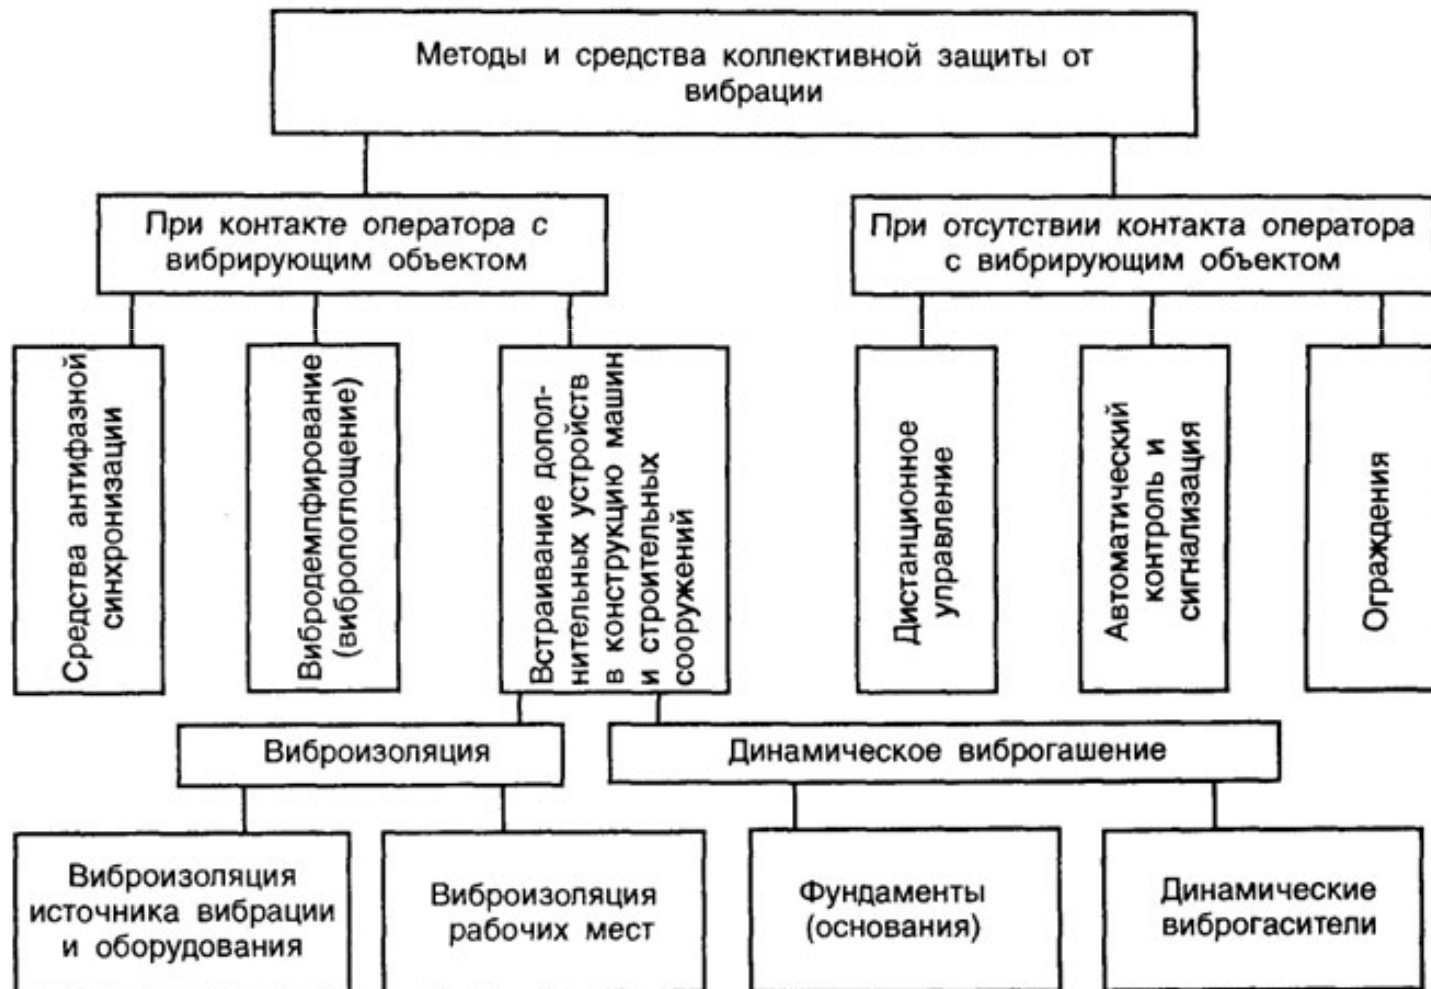 Методы и средства коллективной защиты от
вибрации
При контакте оператора с
вибрирующим объектом
При отсутствии контакта оператора
с вибрирующим объектом
Средства антифазной
синхронизации
Вибродемпфирование
(вибропоглощение)
Встраивание допол-
нительных устройств
в конструкцию машин
и строительных
сооружений
Дистанционное
управление
Автоматический
контроль и
сигнализация
Ограждения
Виброизоляция
Динамическое виброгашение
Виброизоляция
источника вибрации
и оборудования
Виброизоляция
рабочих мест
Фундаменты
(основания)
Динамические
виброгасители